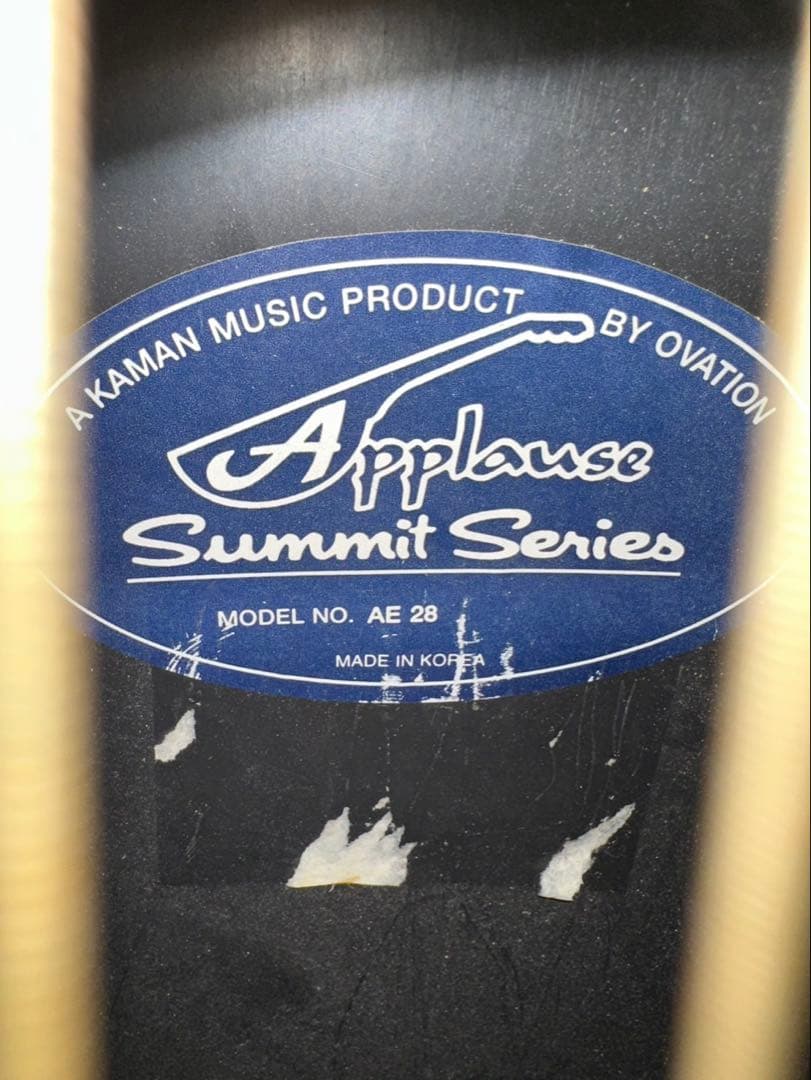 A KAMAN MUSIC PRODUCT BY OVATION
Applause
Summit Series
MODEL NO. AE 28
MADE IN KOREA